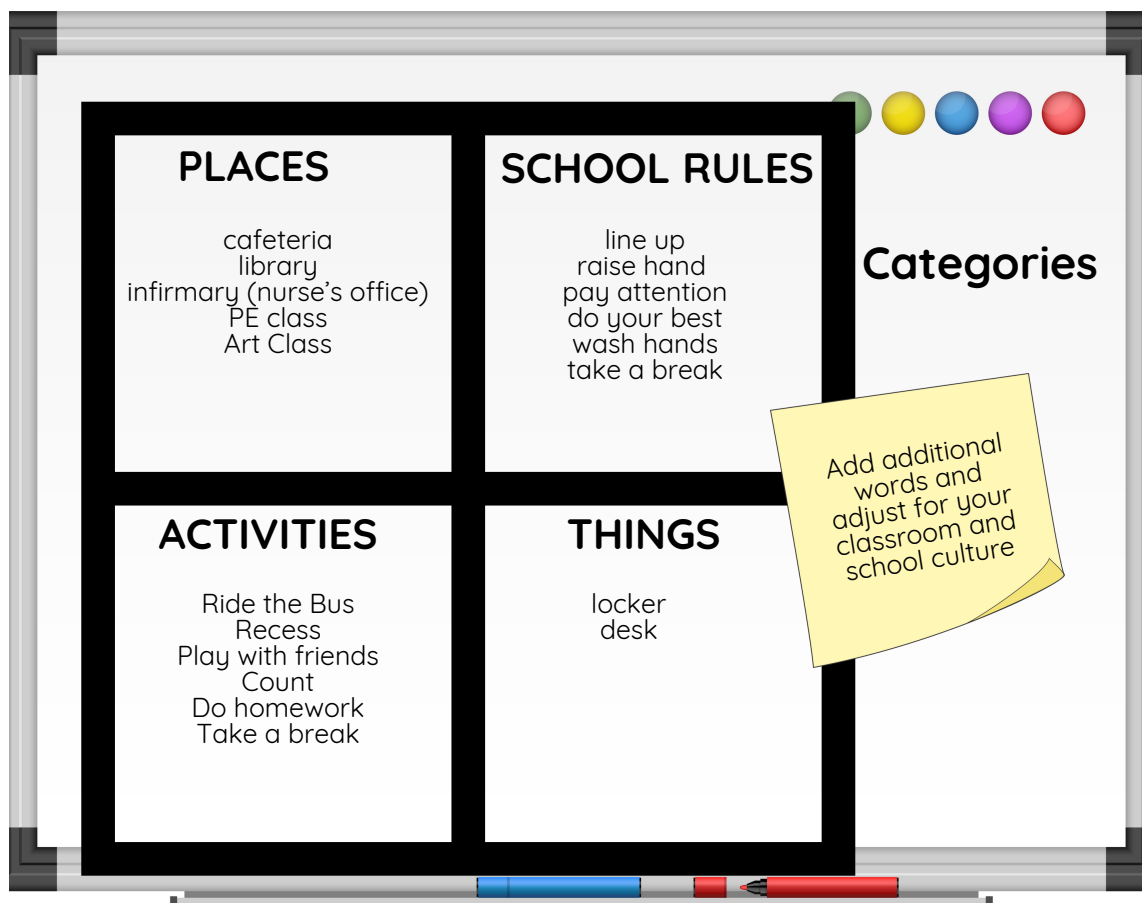 PLACES
cafeteria
library
infirmary (nurse's office)
PE class
Art Class
SCHOOL RULES
line up
raise hand
pay attention
do your best
wash hands
take a break
Categories
ACTIVITIES
Ride the Bus
Recess
Play with friends
Count
Do homework
Take a break
THINGS
locker
desk
Add additional
words and
adjust for your
classroom and
school culture